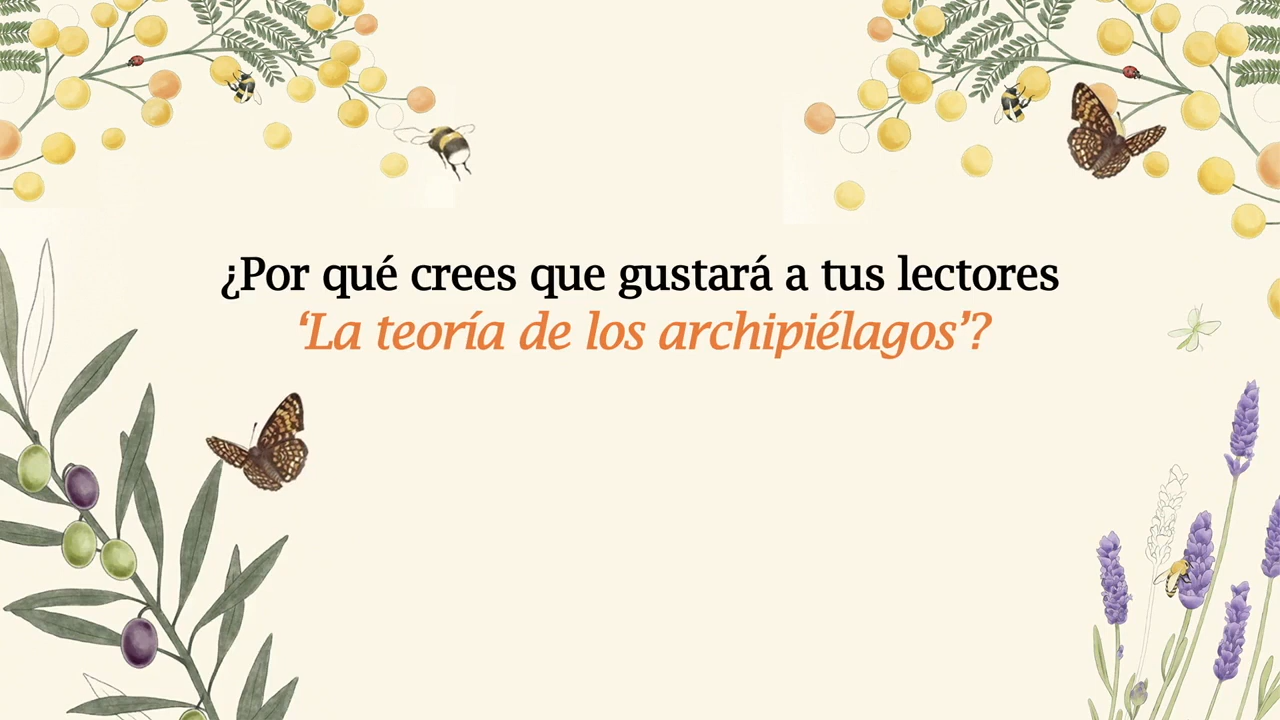 ¿Por qué crees que gustará a tus lectores
‘La teoría de los archipiélagos’?